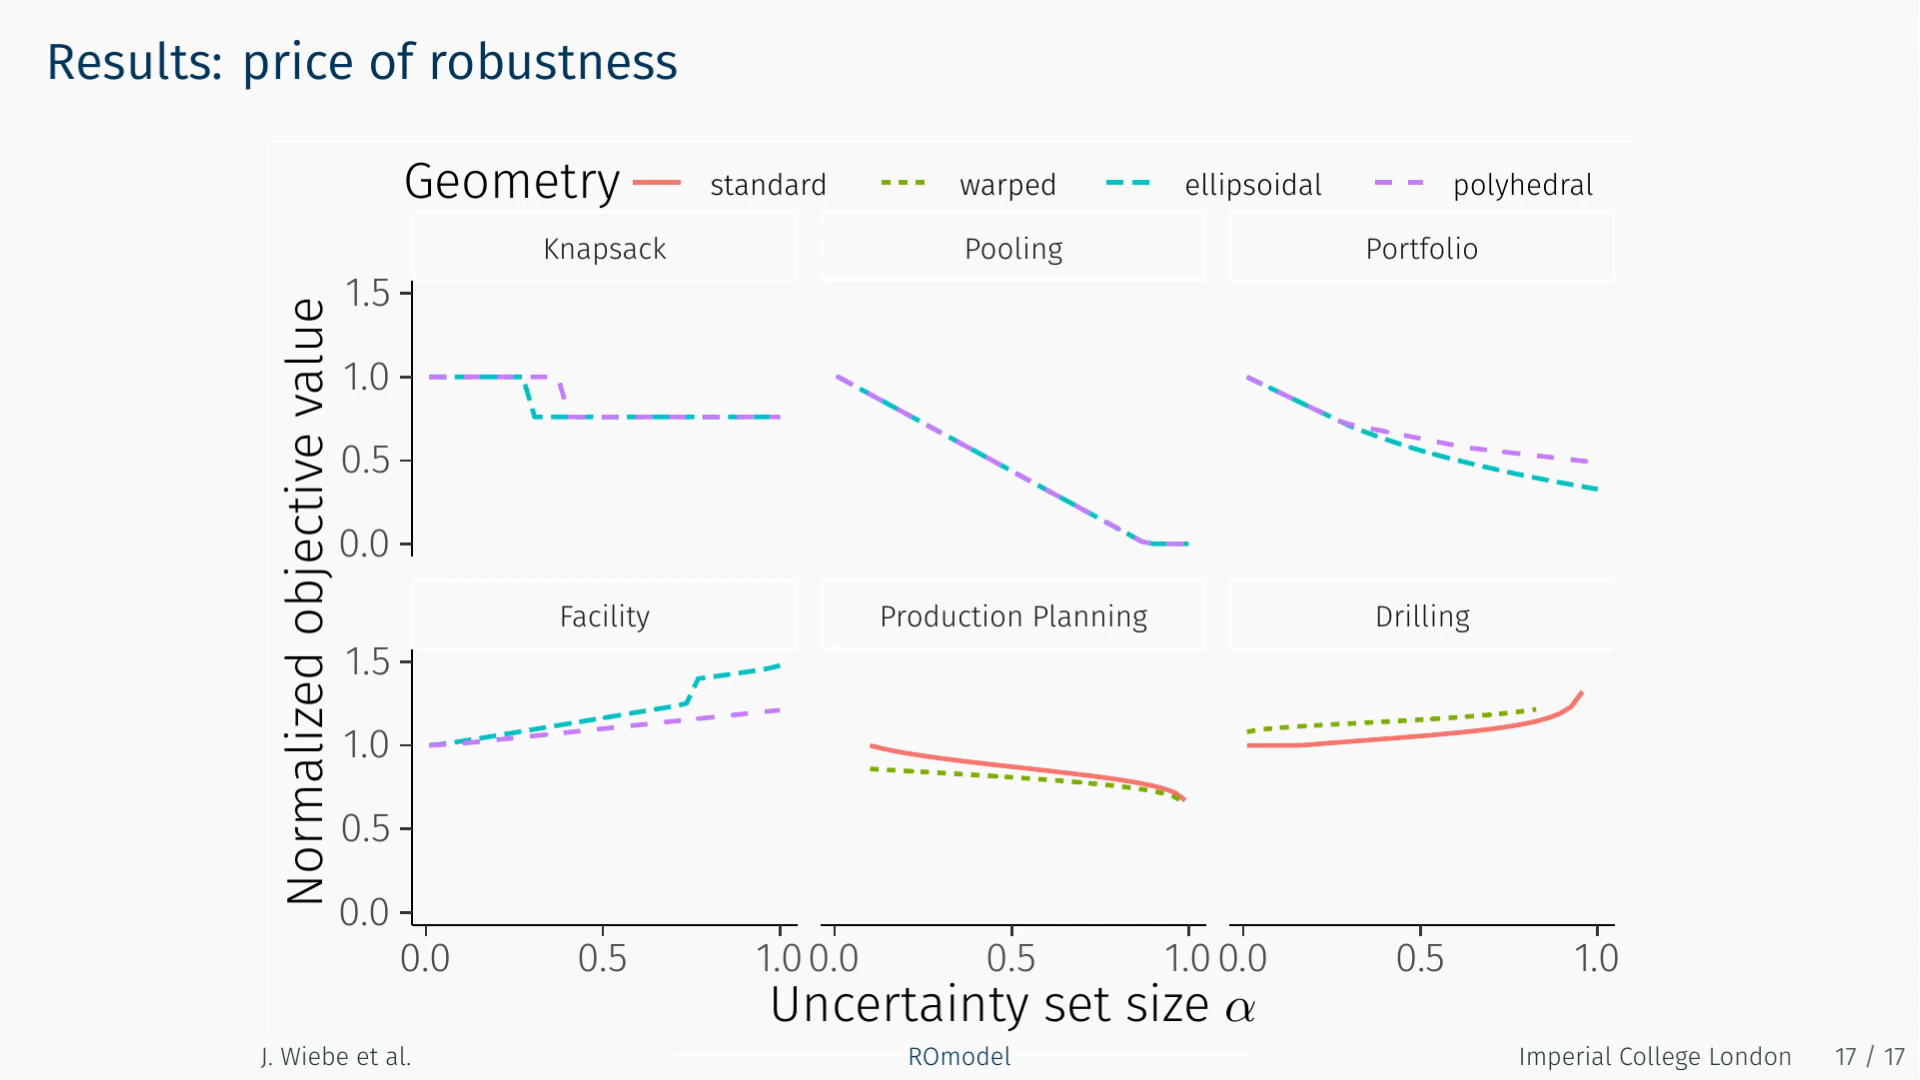 Results: price of robustness
Geometry standard warped ellipsoidal polyhedral
Knapsack Pooling Portfolio
Normalized objective value
1.5
1.0
0.5
0.0
Facility Production Planning Drilling
1.5
1.0
0.5
0.0
0.0 0.5 1.0 0.0 0.5 1.0 0.0 0.5 1.0
Uncertainty set size α
J. Wiebe et al. ROmodel Imperial College London 17 / 17